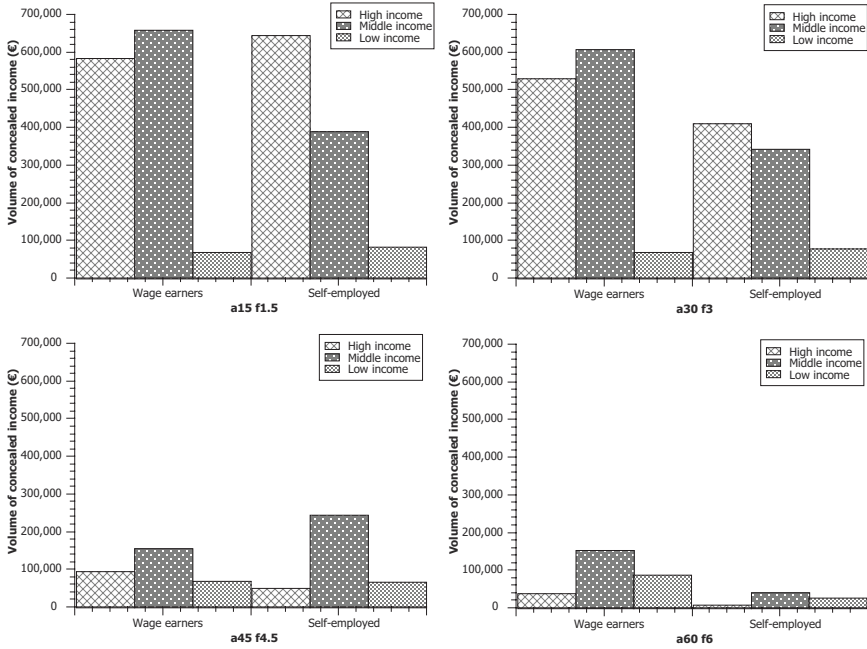 700,000
600,000
500,000
400,000
300,000
200,000
100,000
0
Volume of concealed income (€)
High income
Middle income
Low income
Wage earners Self-employed
a15 f1.5
700,000
600,000
500,000
400,000
300,000
200,000
100,000
0
Volume of concealed income (€)
High income
Middle income
Low income
Wage earners Self-employed
a30 f3
700,000
600,000
500,000
400,000
300,000
200,000
100,000
0
Volume of concealed income (€)
High income
Middle income
Low income
Wage earners Self-employed
a45 f4.5
700,000
600,000
500,000
400,000
300,000
200,000
100,000
0
Volume of concealed income (€)
High income
Middle income
Low income
Wage earners Self-employed
a60 f6